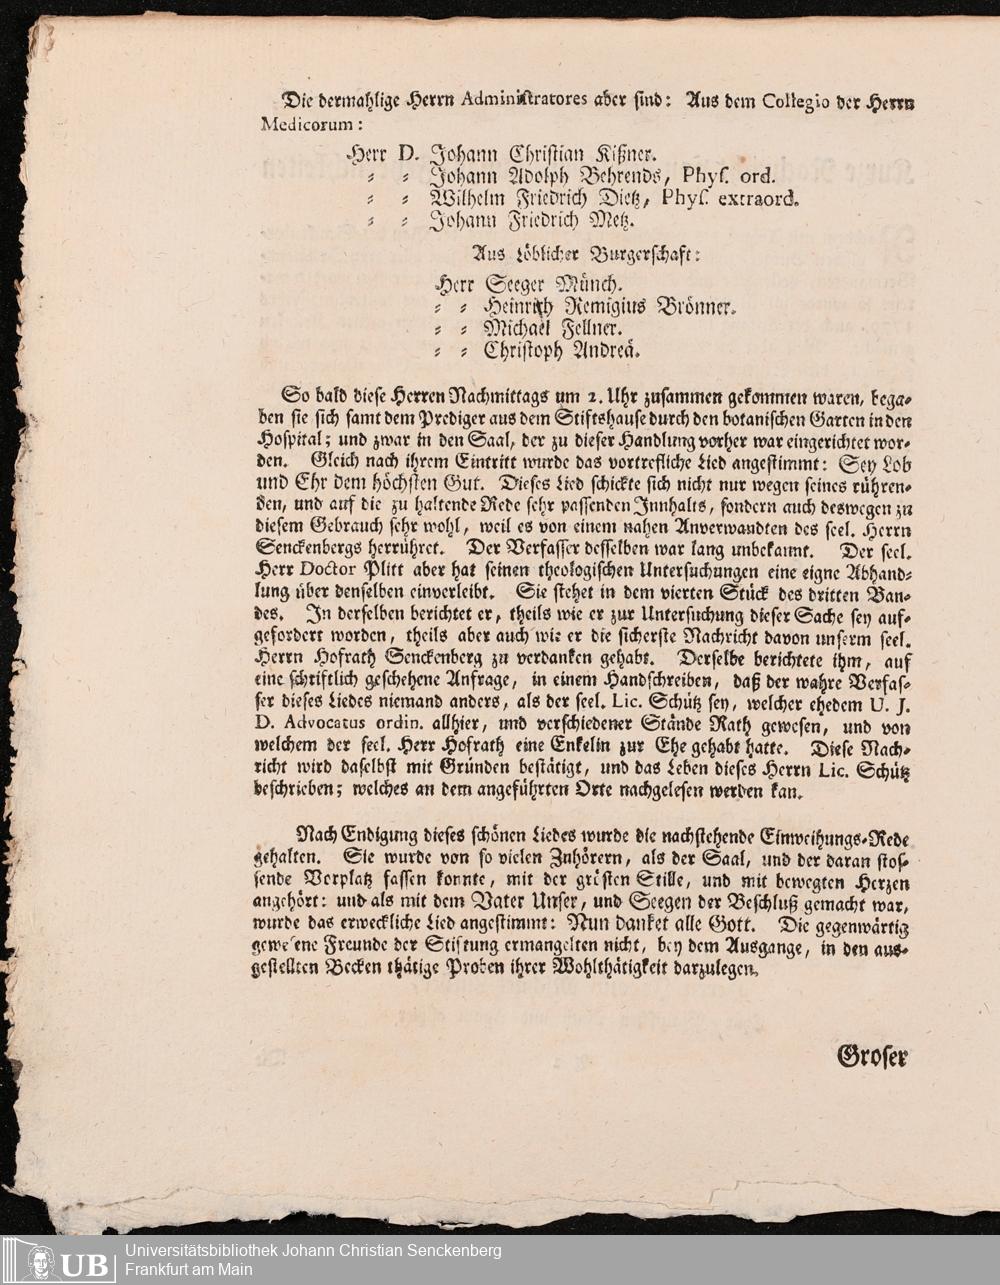 Die dermahlige Herrn Administratores aber sind: Aus dem Collegio der Herrn
Medicorum:
Herr D. Johann Christian Kißner.
⸗ ⸗ Johann Adolph Behrends, Phyſ. ord.
⸗ ⸗ Wilhelm Friedrich Dietz, Phyſ. extraord.
⸗ ⸗ Johann Friedrich Metz.
Aus Löblicher Burgerschaft:
Herr Seeger Münch.
⸗ ⸗ Heinrich Remigius Brönner.
⸗ ⸗ Michael Fellner.
⸗ ⸗ Christoph Andreä.
So bald diese Herren Nachmittags um 2. Uhr zusammen gekommen waren, bega⸗
ben sie sich samt dem Prediger aus dem Stiftshause durch den botanischen Garten in den
Hospital; und zwar in den Saal, der zu dieser Handlung vorher war eingerichtet wor⸗
den. Gleich nach ihrem Eintritt wurde das vortrefliche Lied angestimmt: Sey Lob
und Ehr dem höchsten Gut. Dieses Lied schickte sich nicht nur wegen seines rühren⸗
den, und auf die zu haltende Rede sehr passenden Innhalts, sondern auch deswegen zu
diesem Gebrauch sehr wohl, weil es von einem nahen Anverwandten des seel. Herrn
Senckenbergs herrühret. Der Verfasser desselben war lang unbekannt. Der seel.
Herr Doctor Plitt aber hat seinen theologischen Untersuchungen eine eigne Abhand⸗
lung über denselben einverleibt. Sie stehet in dem vierten Stück des dritten Ban⸗
des. In derselben berichtet er, theils wie er zur Untersuchung dieser Sache sey auf⸗
gefordert worden, theils aber auch wie er die sicherste Nachricht davon unserm seel.
Herrn Hofrath Senckenberg zu verdanken gehabt. Derselbe berichtete ihm, auf
eine schriftlich geschehene Anfrage, in einem Handschreiben, daß der wahre Verfas⸗
ser dieses Liedes niemand anders, als der seel. Lic. Schütz sey, welcher ehedem U. J.
D. Advocatus ordin. allhier, und verschiedener Stände Rath gewesen, und von
welchem der seel. Herr Hofrath eine Enkelin zur Ehe gehabt hatte. Diese Nach⸗
richt wird daselbst mit Gründen bestätigt, und das Leben dieses Herrn Lic. Schütz
beschrieben; welches an dem angeführten Orte nachgelesen werden kan.
Nach Endigung dieses schönen Liedes wurde die nachstehende Einweihungs⸗Rede
gehalten. Sie wurde von so vielen Zuhörern, als der Saal, und der daran stos⸗
sende Vorplatz fassen konnte, mit der grösten Stille, und mit bewegten Herzen
angehört: und als mit dem Vater Unser, und Seegen der Beschluß gemacht war,
wurde das erweckliche Lied angestimmt: Nun danket alle Gott. Die gegenwärtig
gewesene Freunde der Stiftung ermangelten nicht, bey dem Ausgange, in den aus⸗
gestellten Becken thätige Proben ihrer Wohlthätigkeit darzulegen.
Groser
UB
Universitätsbibliothek Johann Christian Senckenberg
Frankfurt am Main